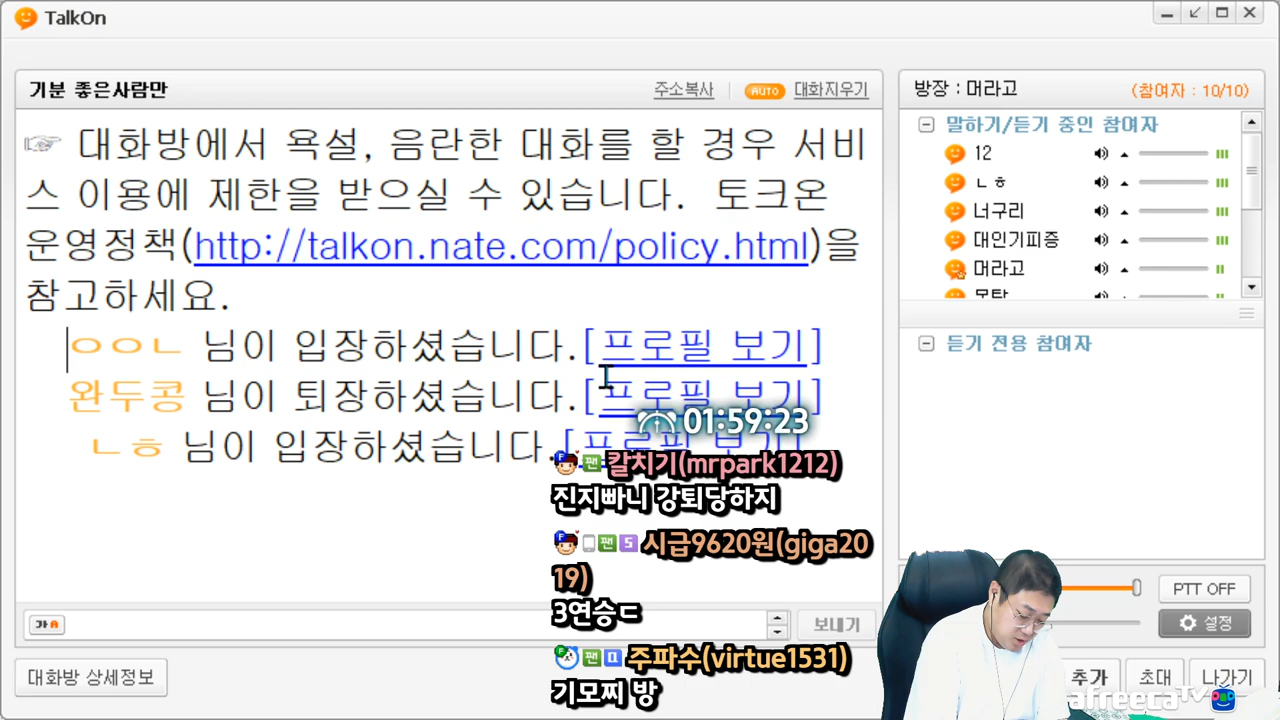 TalkOn
기분 좋은사람만
주소복사
AUTO 대화지우기
☞ 대화방에서 욕설, 음란한 대화를 할 경우 서비
스 이용에 제한을 받으실 수 있습니다. 토크온
운영정책(http://talkon.nate.com/policy.html)을
참고하세요.
ㅇㅇㄴ 님이 입장하셨습니다.[프로필 보기]
완두콩 님이 퇴장하셨습니다.[프로필 보기]
ㄴㅎ 님이 입장하셨습니다.[프로필 보기]
01:59:23
팬 칼치기(mrpark1212)
진지빠니 강퇴당하지
팬 S 시급9620원(giga20
19)
3연승ㄷ
팬 주파수(virtue1531)
기모찌 방
가A
보내기
대화방 상세정보
방장 : 머라고
(참여자 : 10/10)
말하기/듣기 중인 참여자
12
ㄴㅎ
너구리
대인기피증
머라고
듣기 전용 참여자
PTT OFF
설정
추가
초대
나가기
afreecaTV